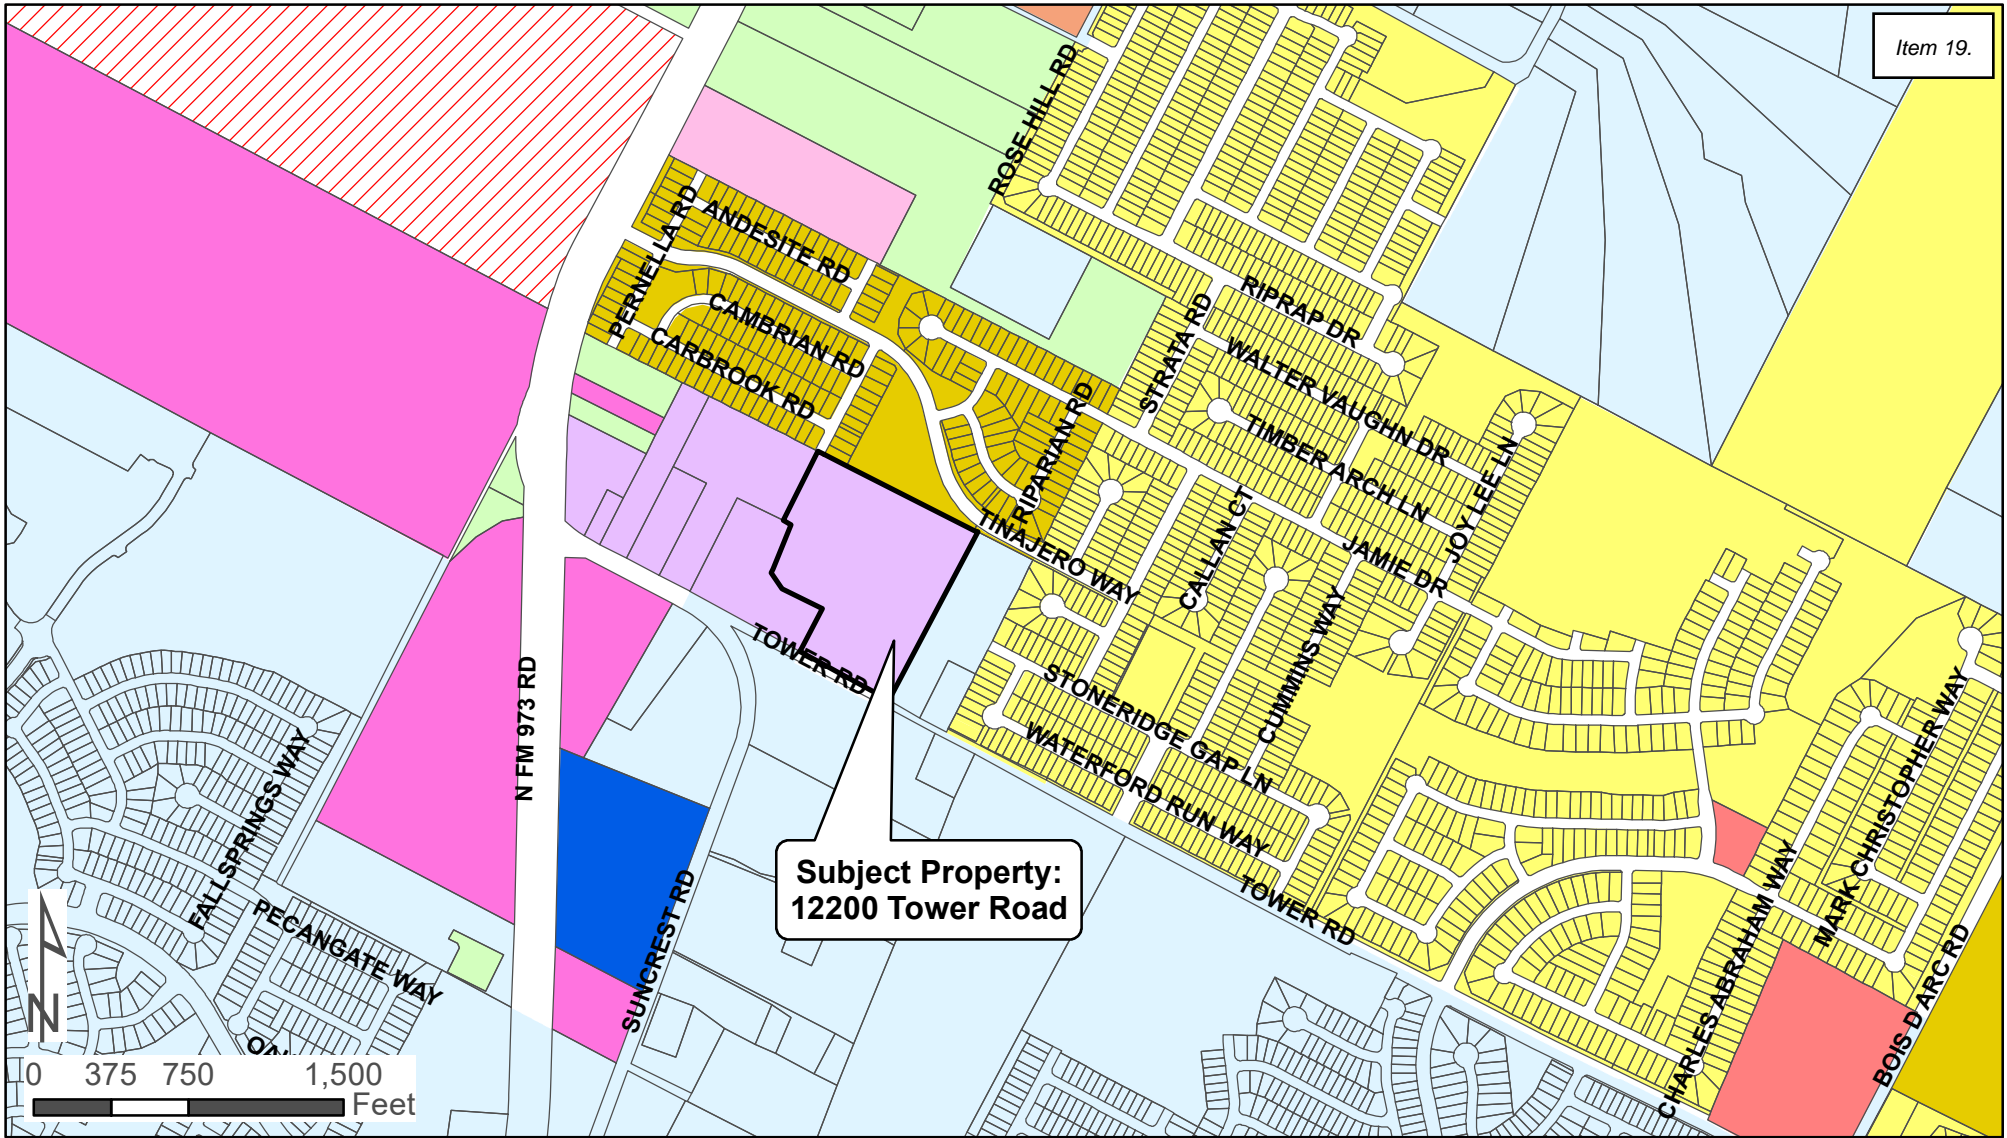 Item 19.
ROSE HILL RD
PERNELLA RD
ANDESITE RD
CAMBRIAN RD
CARBROOK RD
RIPARIAN RD
TINAJERO WAY
STRATA RD
RIPRAP DR
WALTER VAUGHN DR
TIMBER ARCH LN
JOY LEE LN
JAMIE DR
CALLAN CT
CUMMINS WAY
STONERIDGE GAP LN
WATERFORD RUN WAY
TOWER RD
TOWER RD
N FM 973 RD
SUNCREST RD
FALLSPRINGS WAY
PECANGATE WAY
CHARLES ABRAHAM WAY
MARK CHRISTOPHER WAY
BOIS D ARC RD
Subject Property:
12200 Tower Road
N
0 375 750 1,500
Feet